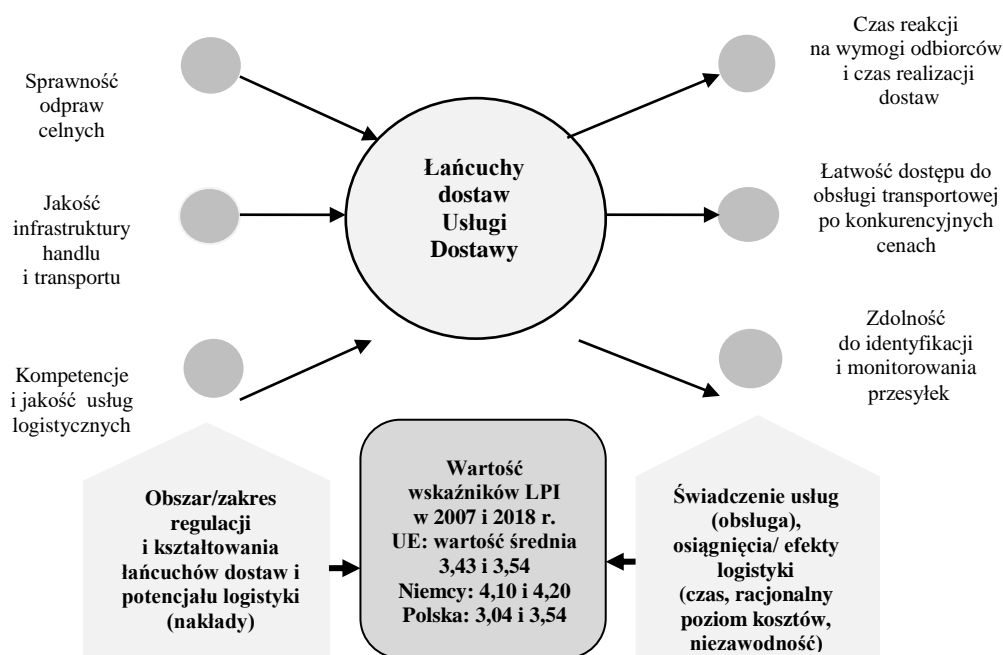 Sprawność
odpraw
celnych
Jakość
infrastruktury
handlu
i transportu
Kompetencje
i jakość usług
logistycznych
Łańcuchy
dostaw
Usługi
Dostawy
Czas reakcji
na wymogi odbiorców
i czas realizacji
dostaw
Łatwość dostępu do
obsługi transportowej
po konkurencyjnych
cenach
Zdolność
do identyfikacji
i monitorowania
przesyłek
Obszar/zakres
regulacji
i kształtowania
łańcuchów dostaw i
potencjału logistyki
(nakłady)
Wartość
wskaźników LPI
w 2007 i 2018 r.
UE: wartość średnia
3,43 i 3,54
Niemcy: 4,10 i 4,20
Polska: 3,04 i 3,54
Świadczenie usług
(obsługa),
osiągnięcia/ efekty
logistyki
(czas, racjonalny
poziom kosztów,
niezawodność)